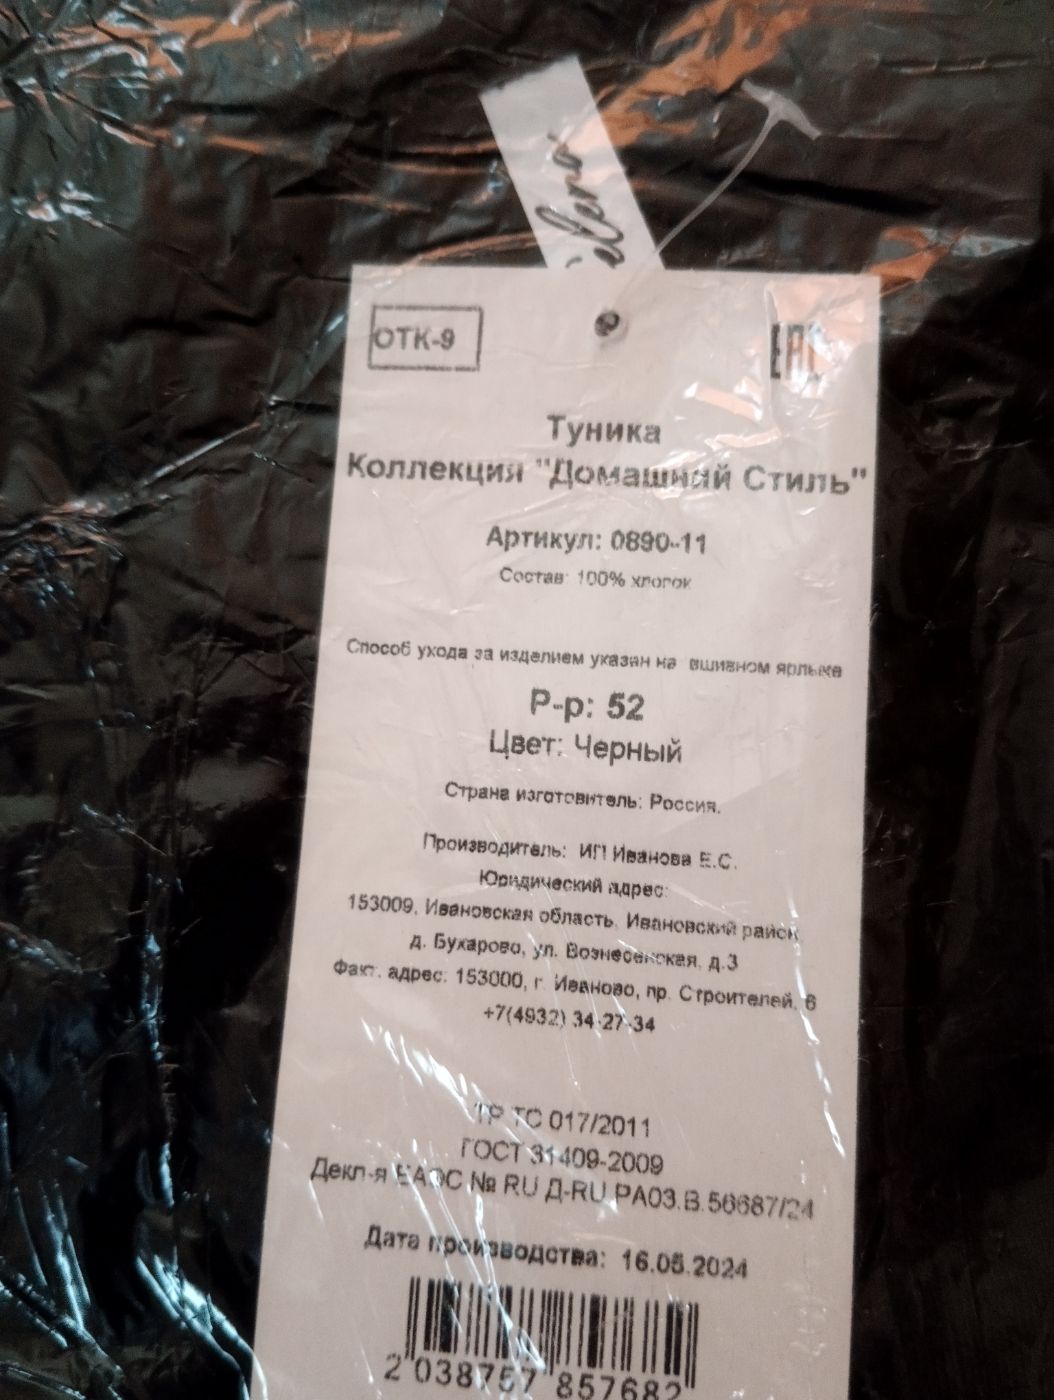 ОТК-9
ЕАС
Туника
Коллекция "Домашний Стиль"
Артикул: 0890-11
Состав: 100% хлопок
Способ ухода за изделием указан на вшивном ярлыке
Р-р: 52
Цвет: Черный
Страна изготовитель: Россия.
Производитель: ИП Иванова Е.С.
Юридический адрес:
153009, Ивановская область, Ивановский район,
д. Бухарово, ул. Вознесенская, д.3
Факт. адрес: 153000, г. Иваново, пр. Строителей, 6
+7(4932) 34-27-34
ТР ТС 017/2011
ГОСТ 31409-2009
Декл-я ЕАЭС № RU Д-RU.РА03.В.56687/24
Дата производства: 16.05.2024
2 038757 857682